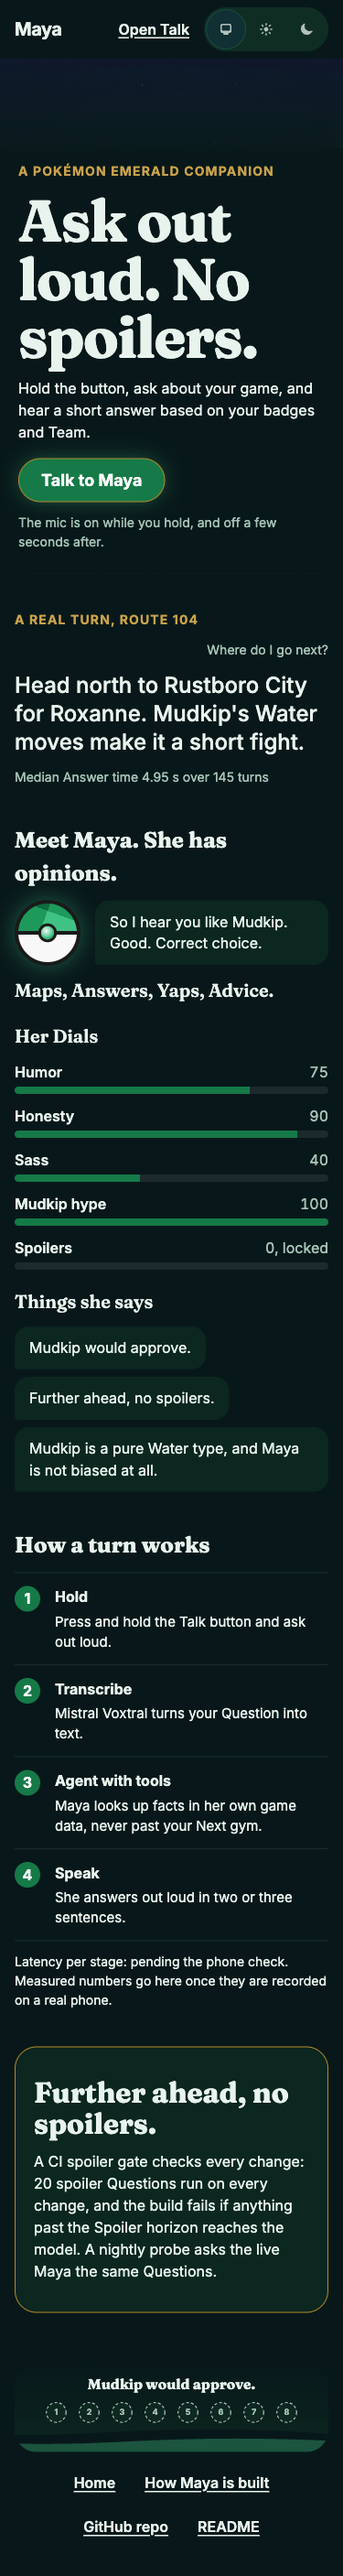 Maya
Open Talk
A POKÉMON EMERALD COMPANION
Ask out
loud. No
spoilers.
Hold the button, ask about your game, and
hear a short answer based on your badges
and Team.
Talk to Maya
The mic is on while you hold, and off a few
seconds after.
A REAL TURN, ROUTE 104
Where do I go next?
Head north to Rustboro City
for Roxanne. Mudkip's Water
moves make it a short fight.
Median Answer time 4.95 s over 145 turns
Meet Maya. She has
opinions.
So I hear you like Mudkip.
Good. Correct choice.
Maps, Answers, Yaps, Advice.
Her Dials
Humor 75
Honesty 90
Sass 40
Mudkip hype 100
Spoilers 0, locked
Things she says
Mudkip would approve.
Further ahead, no spoilers.
Mudkip is a pure Water type, and Maya
is not biased at all.
How a turn works
1 Hold
Press and hold the Talk button and ask
out loud.
2 Transcribe
Mistral Voxtral turns your Question into
text.
3 Agent with tools
Maya looks up facts in her own game
data, never past your Next gym.
4 Speak
She answers out loud in two or three
sentences.
Latency per stage: pending the phone check.
Measured numbers go here once they are recorded
on a real phone.
Further ahead, no
spoilers.
A CI spoiler gate checks every change:
20 spoiler Questions run on every
change, and the build fails if anything
past the Spoiler horizon reaches the
model. A nightly probe asks the live
Maya the same Questions.
Mudkip would approve.
1 2 3 4 5 6 7 8
Home How Maya is built
GitHub repo README